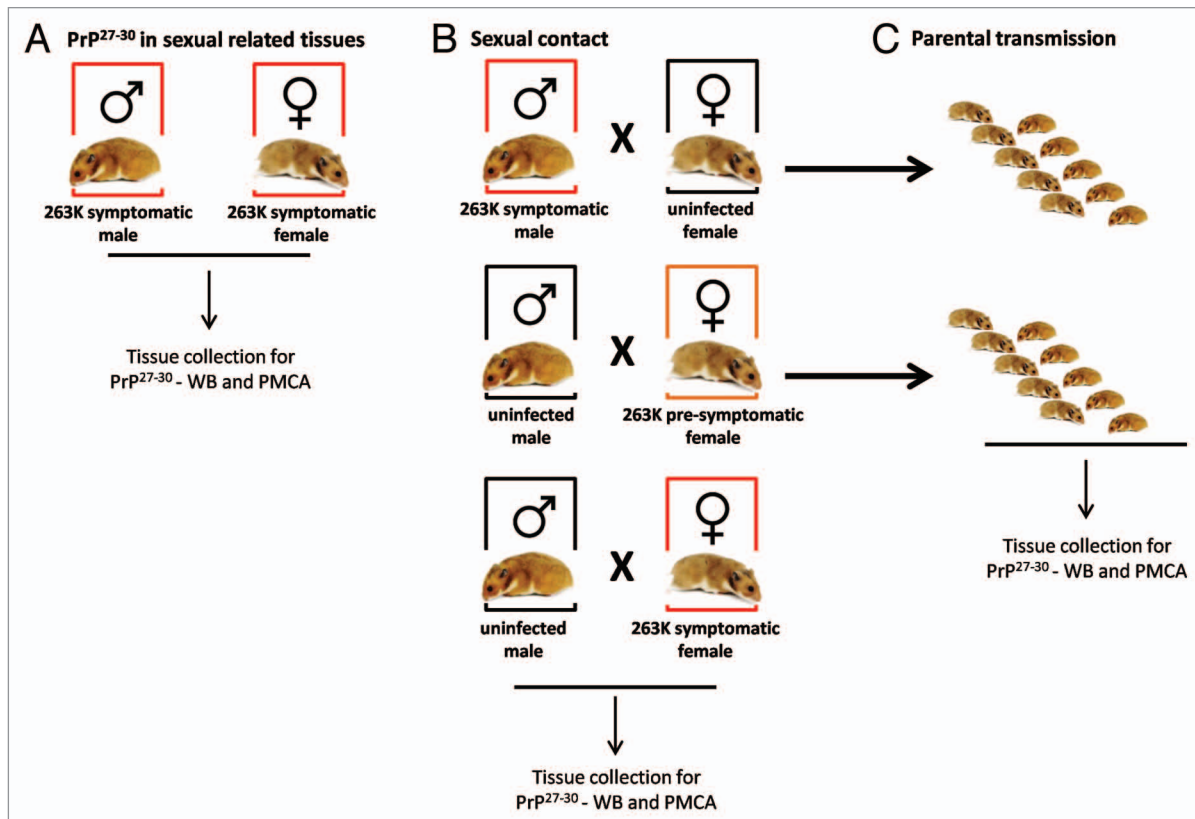 A PrP27-30 in sexual related tissues
263K symptomatic
male
263K symptomatic
female
Tissue collection for
PrP27-30 - WB and PMCA
B Sexual contact
X
263K symptomatic
male
uninfected
female
X
uninfected
male
263K pre-symptomatic
female
X
uninfected
male
263K symptomatic
female
Tissue collection for
PrP27-30 - WB and PMCA
C Parental transmission
Tissue collection for
PrP27-30 - WB and PMCA